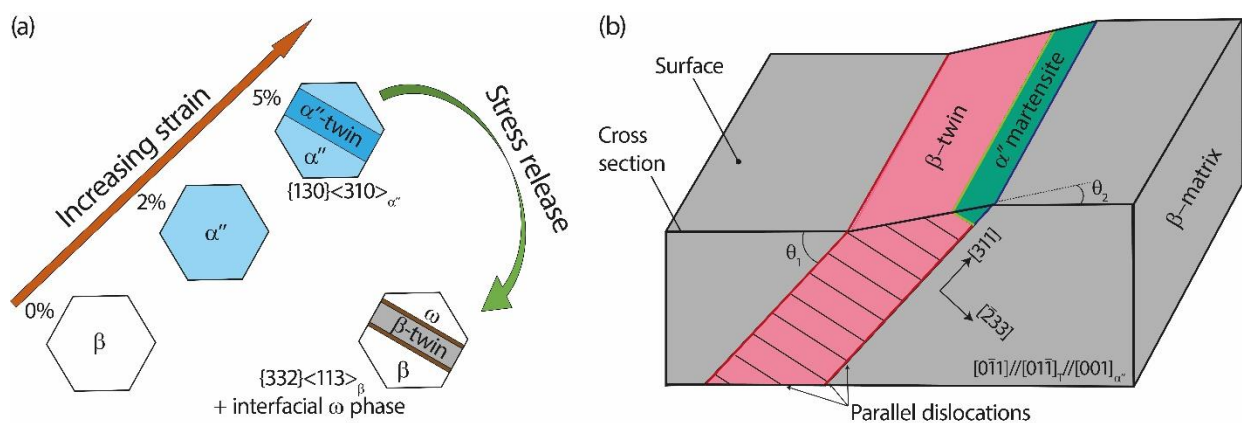 (a)
Increasing strain
0%
2%
5%
β
α″
α″-twin
α″
{130}<310>α″
Stress release
ω
β-twin
β
{332}<113>β
+ interfacial ω phase
(b)
Surface
Cross
section
β-twin
α″ martensite
β-matrix
θ1
θ2
[311]
[2̅33]
[01̅1]//[011̅]T//[001]α″
Parallel dislocations